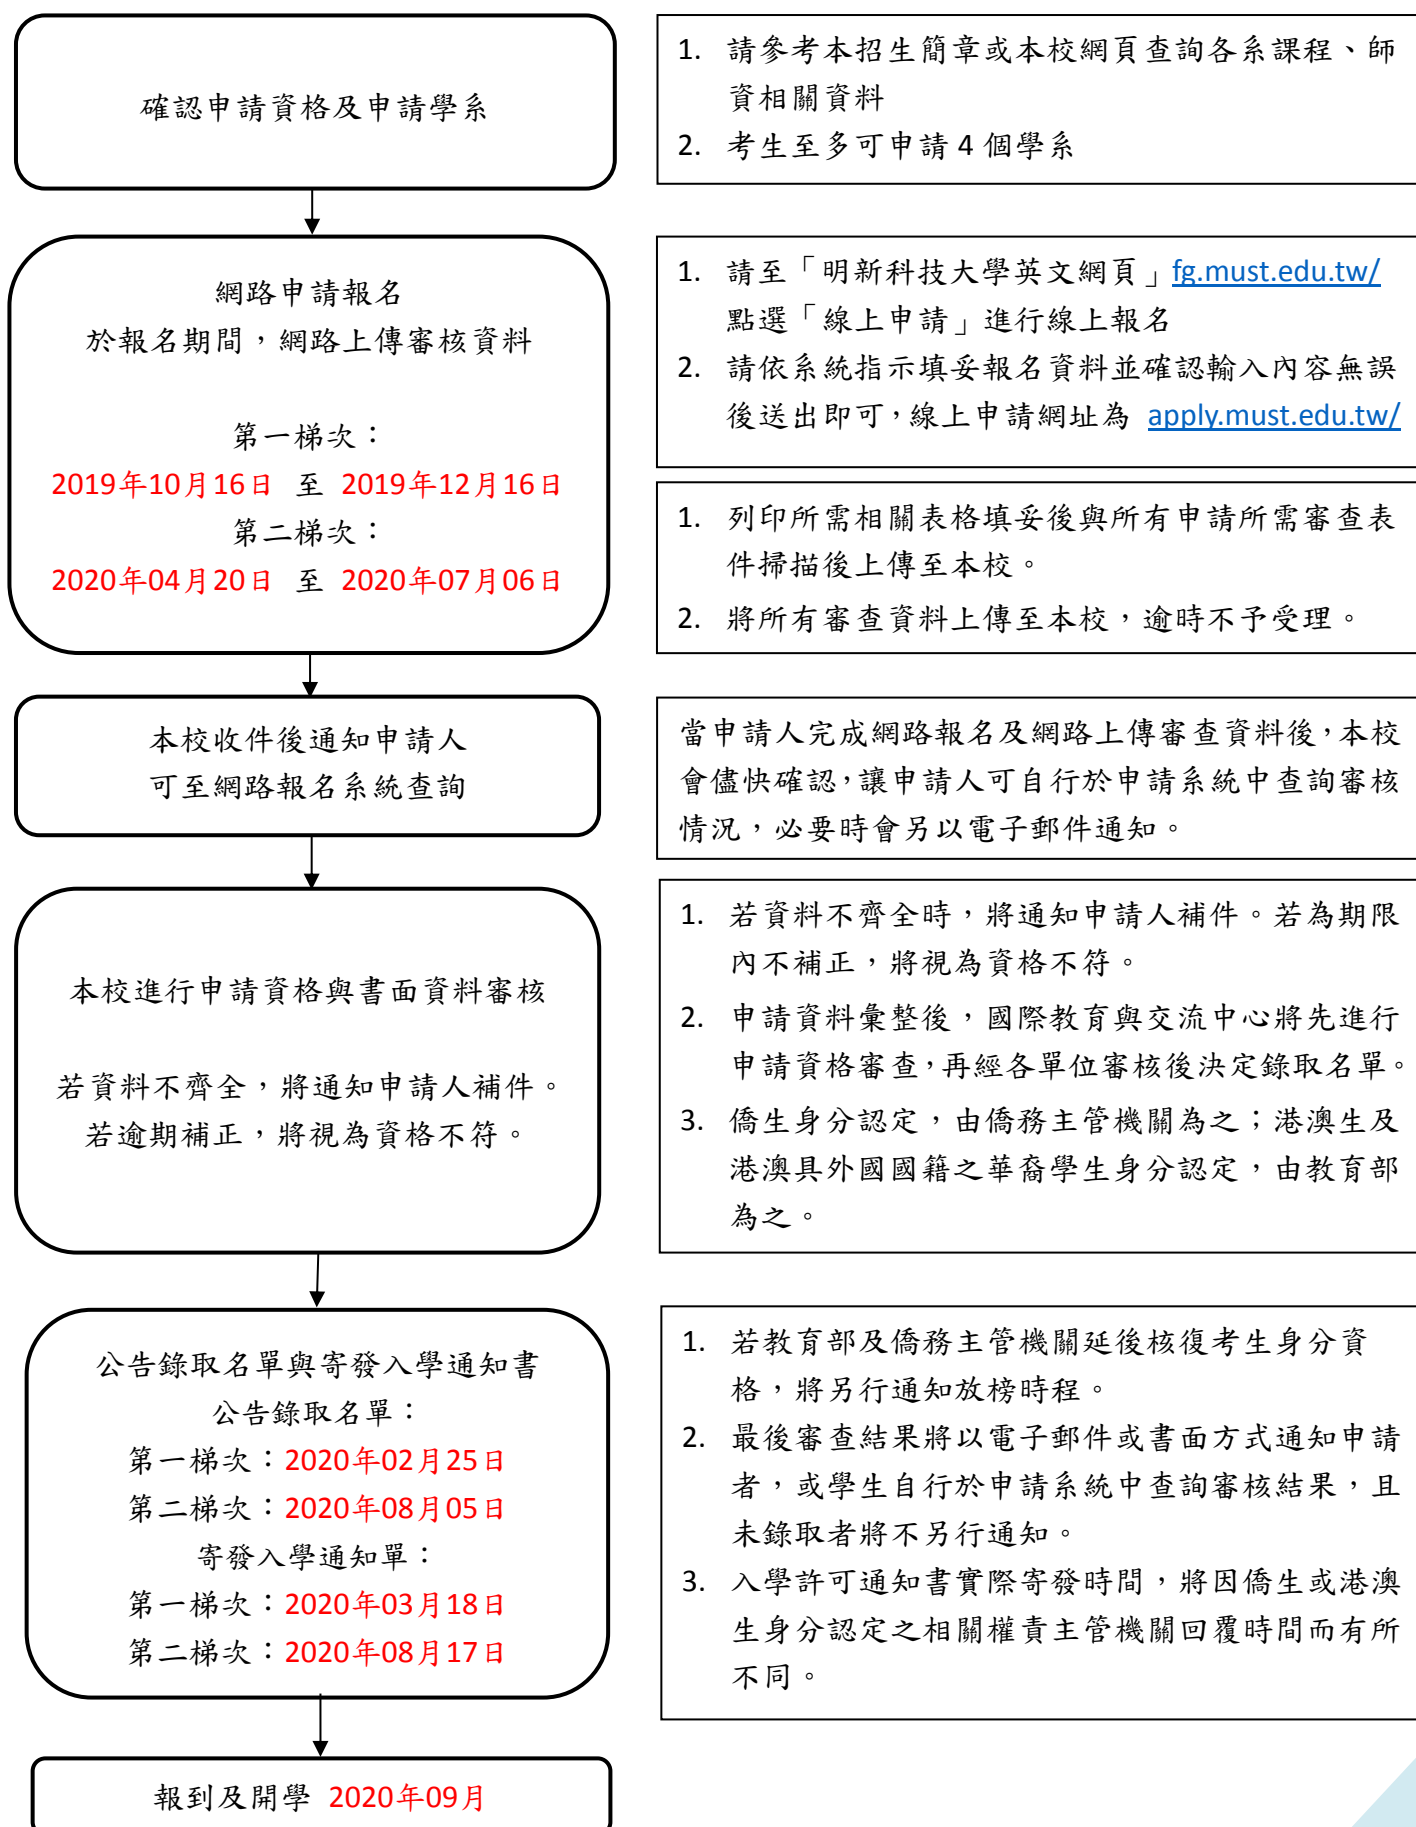 確認申請資格及申請學系
1. 請參考本招生簡章或本校網頁查詢各系課程、師
資相關資料
2. 考生至多可申請 4 個學系
網路申請報名
於報名期間，網路上傳審核資料
第一梯次：
2019年10月16日 至 2019年12月16日
第二梯次：
2020年04月20日 至 2020年07月06日
1. 請至「明新科技大學英文網頁」fg.must.edu.tw/
點選「線上申請」進行線上報名
2. 請依系統指示填妥報名資料並確認輸入內容無誤
後送出即可，線上申請網址為 apply.must.edu.tw/
1. 列印所需相關表格填妥後與所有申請所需審查表
件掃描後上傳至本校。
2. 將所有審查資料上傳至本校，逾時不予受理。
本校收件後通知申請人
可至網路報名系統查詢
當申請人完成網路報名及網路上傳審查資料後，本校
會儘快確認，讓申請人可自行於申請系統中查詢審核
情況，必要時會另以電子郵件通知。
本校進行申請資格與書面資料審核
若資料不齊全，將通知申請人補件。
若逾期補正，將視為資格不符。
1. 若資料不齊全時，將通知申請人補件。若為期限
內不補正，將視為資格不符。
2. 申請資料彙整後，國際教育與交流中心將先進行
申請資格審查，再經各單位審核後決定錄取名單。
3. 僑生身分認定，由僑務主管機關為之；港澳生及
港澳具外國國籍之華裔學生身分認定，由教育部
為之。
公告錄取名單與寄發入學通知書
公告錄取名單：
第一梯次：2020年02月25日
第二梯次：2020年08月05日
寄發入學通知單：
第一梯次：2020年03月18日
第二梯次：2020年08月17日
1. 若教育部及僑務主管機關延後核復考生身分資
格，將另行通知放榜時程。
2. 最後審查結果將以電子郵件或書面方式通知申請
者，或學生自行於申請系統中查詢審核結果，且
未錄取者將不另行通知。
3. 入學許可通知書實際寄發時間，將因僑生或港澳
生身分認定之相關權責主管機關回覆時間而有所
不同。
報到及開學 2020年09月